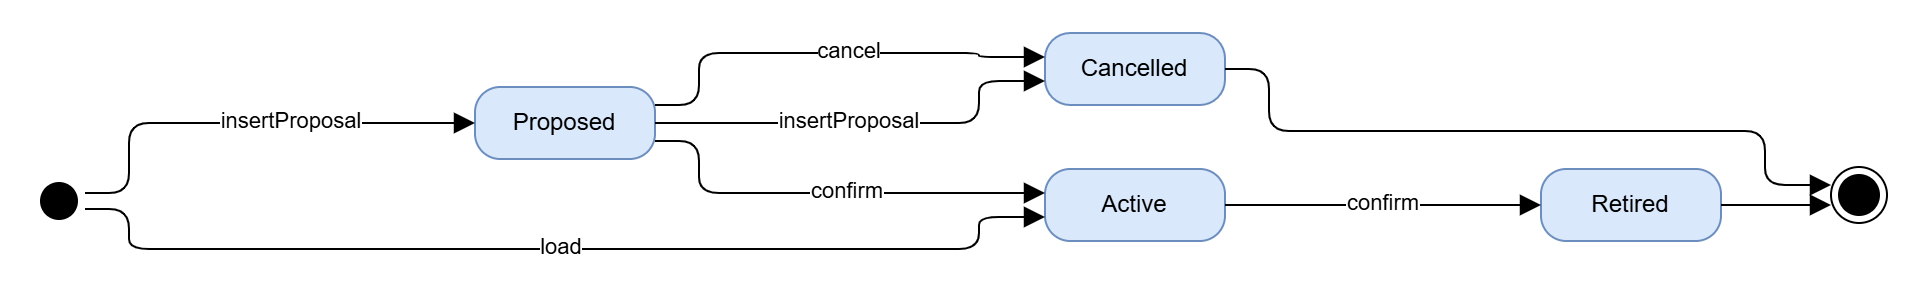 cancel
Cancelled
insertProposal
Proposed
insertProposal
confirm
Active
confirm
Retired
load